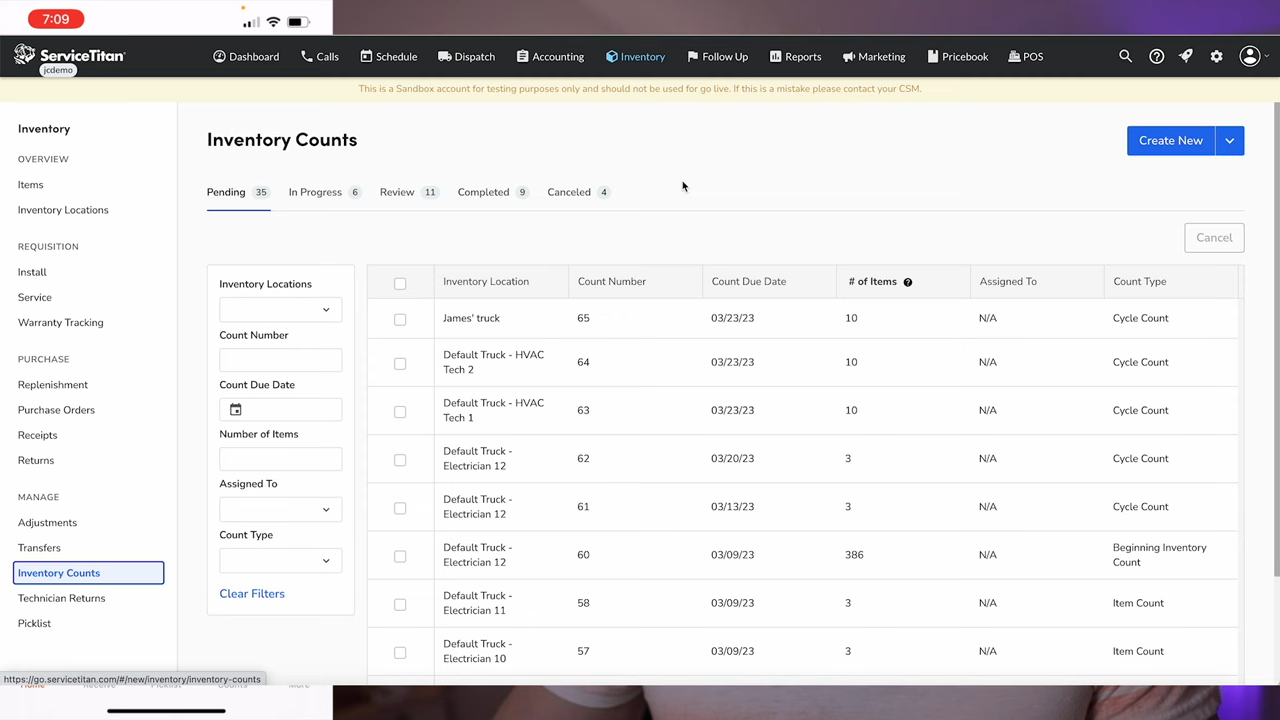 7:09
ServiceTitan
jcdemo
Dashboard
Calls
Schedule
Dispatch
Accounting
Inventory
Follow Up
Reports
Marketing
Pricebook
POS
This is a Sandbox account for testing purposes only and should not be used for go live. If this is a mistake please contact your CSM.
Inventory
OVERVIEW
Items
Inventory Locations
REQUISITION
Install
Service
Warranty Tracking
PURCHASE
Replenishment
Purchase Orders
Receipts
Returns
MANAGE
Adjustments
Transfers
Inventory Counts
Technician Returns
Picklist
https://go.servicetitan.com/#/new/inventory/inventory-counts
Inventory Counts
Create New
Pending 35 In Progress 6 Review 11 Completed 9 Canceled 4
Cancel
Inventory Locations
Count Number
Count Due Date
Number of Items
Assigned To
Count Type
Clear Filters
Inventory Location Count Number Count Due Date # of Items Assigned To Count Type
James' truck 65 03/23/23 10 N/A Cycle Count
Default Truck - HVAC
Tech 2 64 03/23/23 10 N/A Cycle Count
Default Truck - HVAC
Tech 1 63 03/23/23 10 N/A Cycle Count
Default Truck -
Electrician 12 62 03/20/23 3 N/A Cycle Count
Default Truck -
Electrician 12 61 03/13/23 3 N/A Cycle Count
Default Truck -
Electrician 12 60 03/09/23 386 N/A Beginning Inventory
Count
Default Truck -
Electrician 11 58 03/09/23 3 N/A Item Count
Default Truck -
Electrician 10 57 03/09/23 3 N/A Item Count